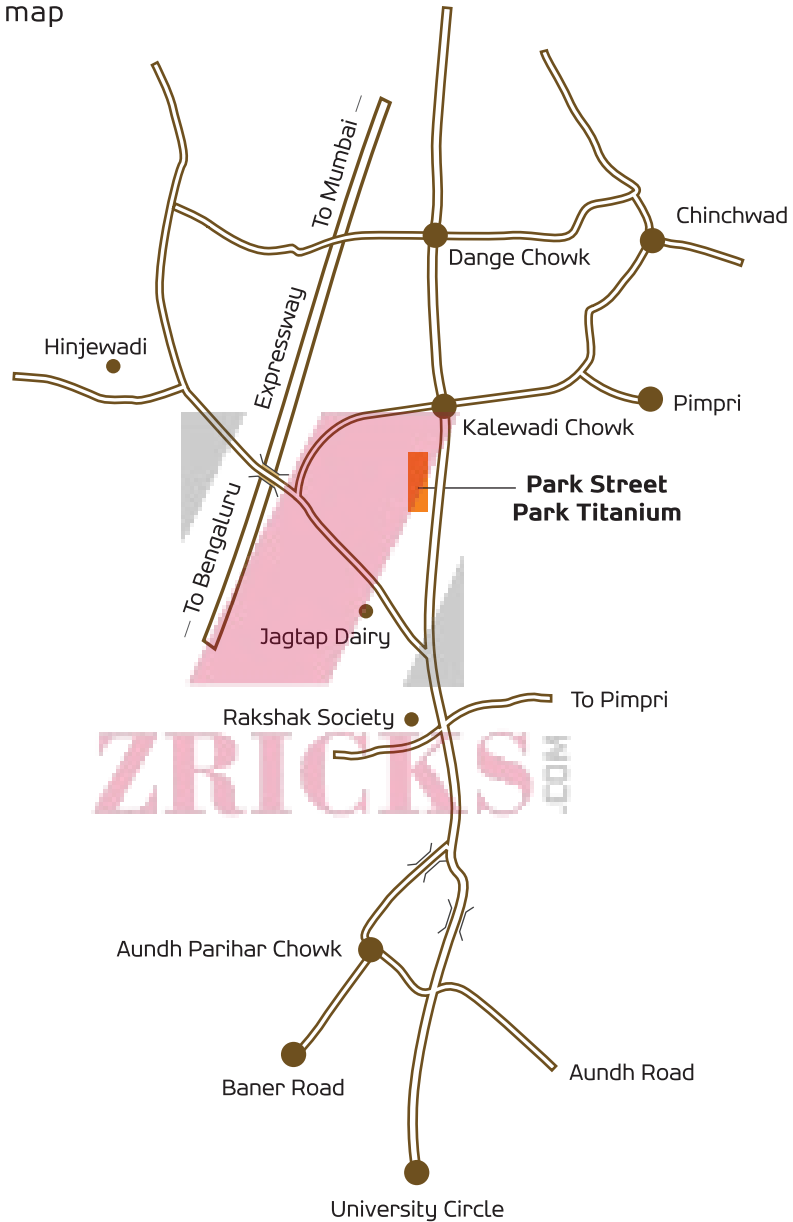 map
To Mumbai —
Chinchwad
Dange Chowk
Expressway
Hinjewadi
Pimpri
Kalewadi Chowk
Park Street
Park Titanium
— To Bengaluru
Jagtap Dairy
To Pimpri
Rakshak Society
ZRICKS
.COM
Aundh Parihar Chowk
Aundh Road
Baner Road
University Circle